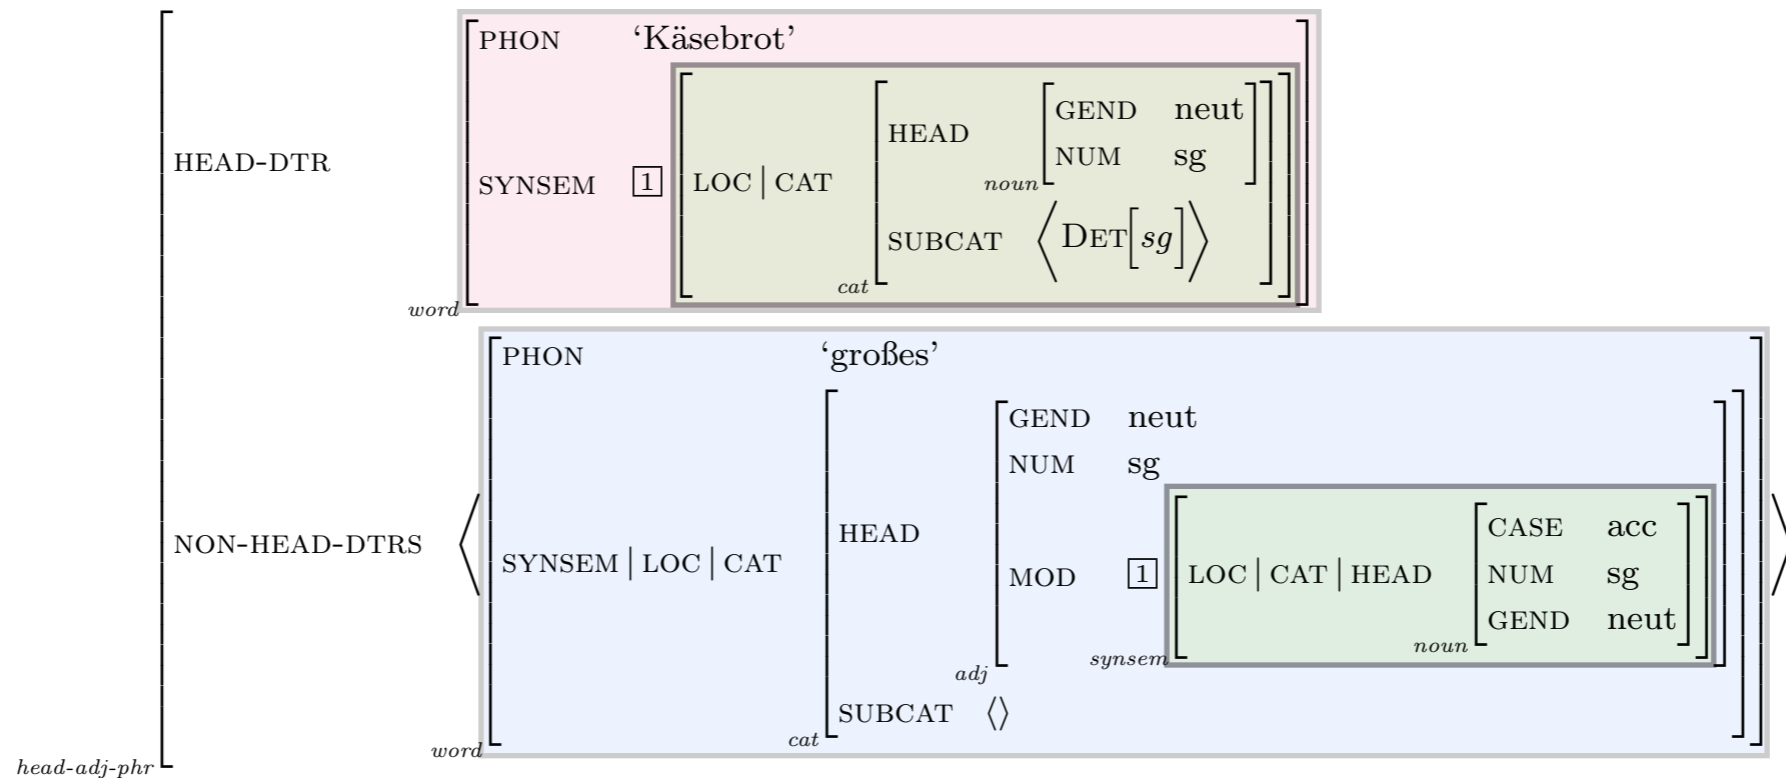 PHON ‘Käsebrot’
GEND neut
HEAD
NUM sg
noun
HEAD-DTR
SYNSEM 1 LOC | CAT
SUBCAT ⟨DET[sg]⟩
cat
word
PHON ‘großes’
GEND neut
NUM sg
CASE acc
HEAD
NON-HEAD-DTRS
SYNSEM | LOC | CAT
MOD 1 LOC | CAT | HEAD NUM sg
GEND neut
noun
synsem
adj
SUBCAT ⟨⟩
cat
word
head-adj-phr